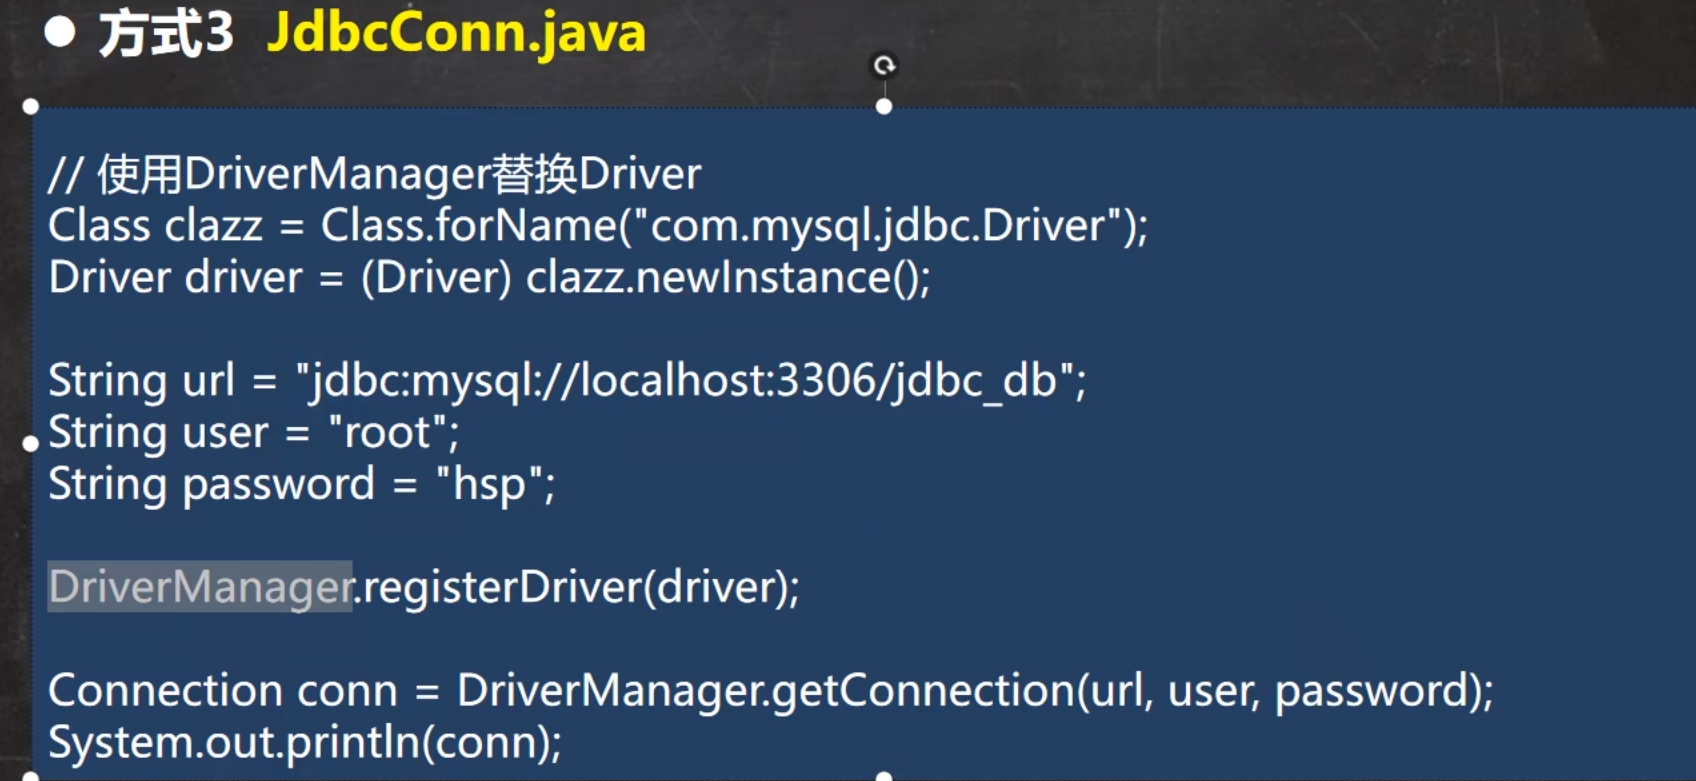 ● 方式3 JdbcConn.java
// 使用DriverManager替换Driver
Class clazz = Class.forName("com.mysql.jdbc.Driver");
Driver driver = (Driver) clazz.newInstance();
String url = "jdbc:mysql://localhost:3306/jdbc_db";
String user = "root";
String password = "hsp";
DriverManager.registerDriver(driver);
Connection conn = DriverManager.getConnection(url, user, password);
System.out.println(conn);